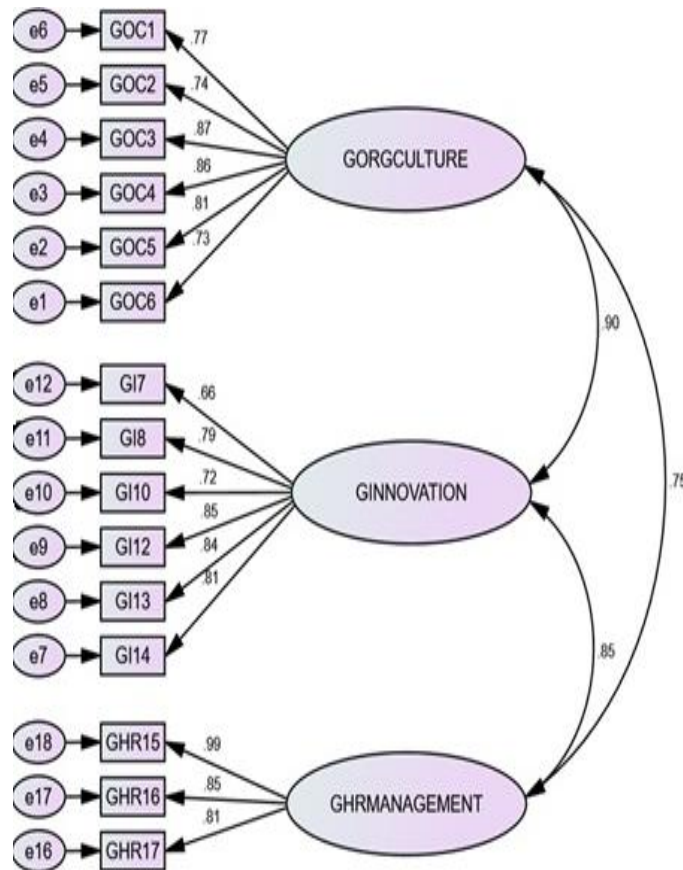 e6 GOC1 .77
e5 GOC2 .74
e4 GOC3 .87
GORGCULTURE
e3 GOC4 .86
e2 GOC5 .81
e1 GOC6 .73
.90
e12 GI7 .66
e11 GI8 .79
.75
e10 GI10 .72
GINNOVATION
e9 GI12 .85
e8 GI13 .84
e7 GI14 .81
.85
e18 GHR15 .99
e17 GHR16 .85
GHRMANAGEMENT
e16 GHR17 .81